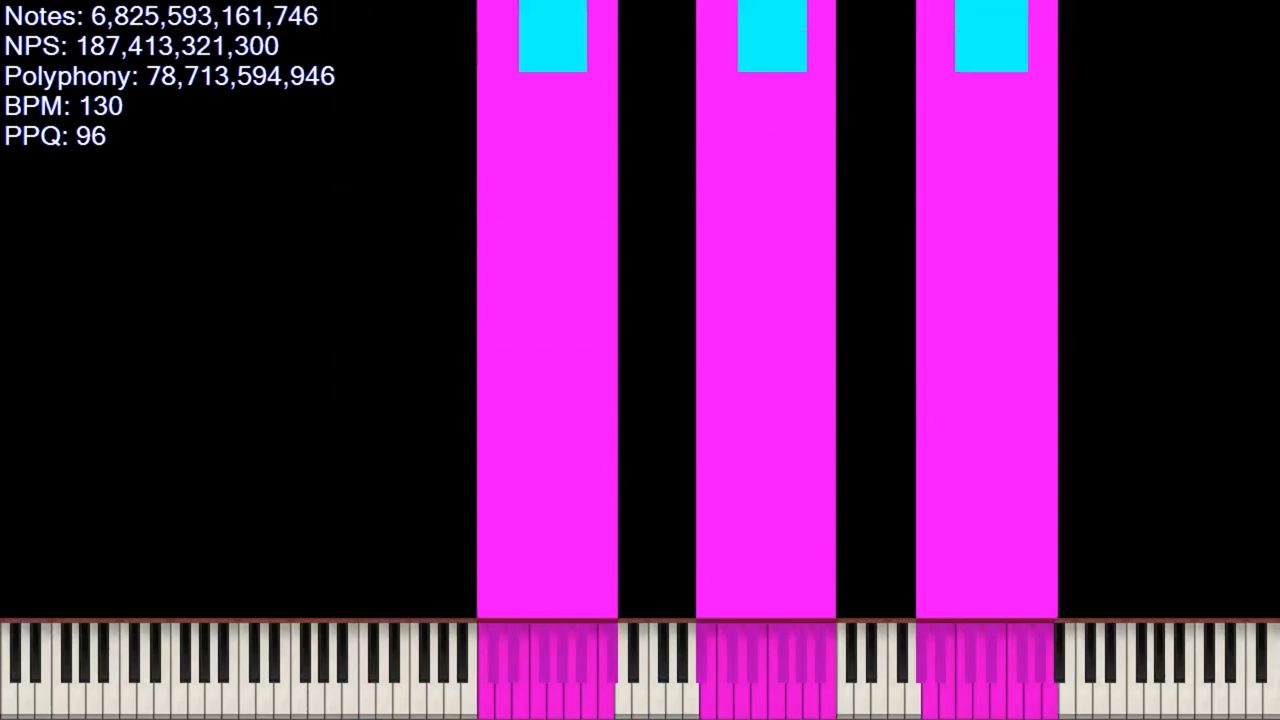 Notes: 6,825,593,161,746
NPS: 187,413,321,300
Polyphony: 78,713,594,946
BPM: 130
PPQ: 96